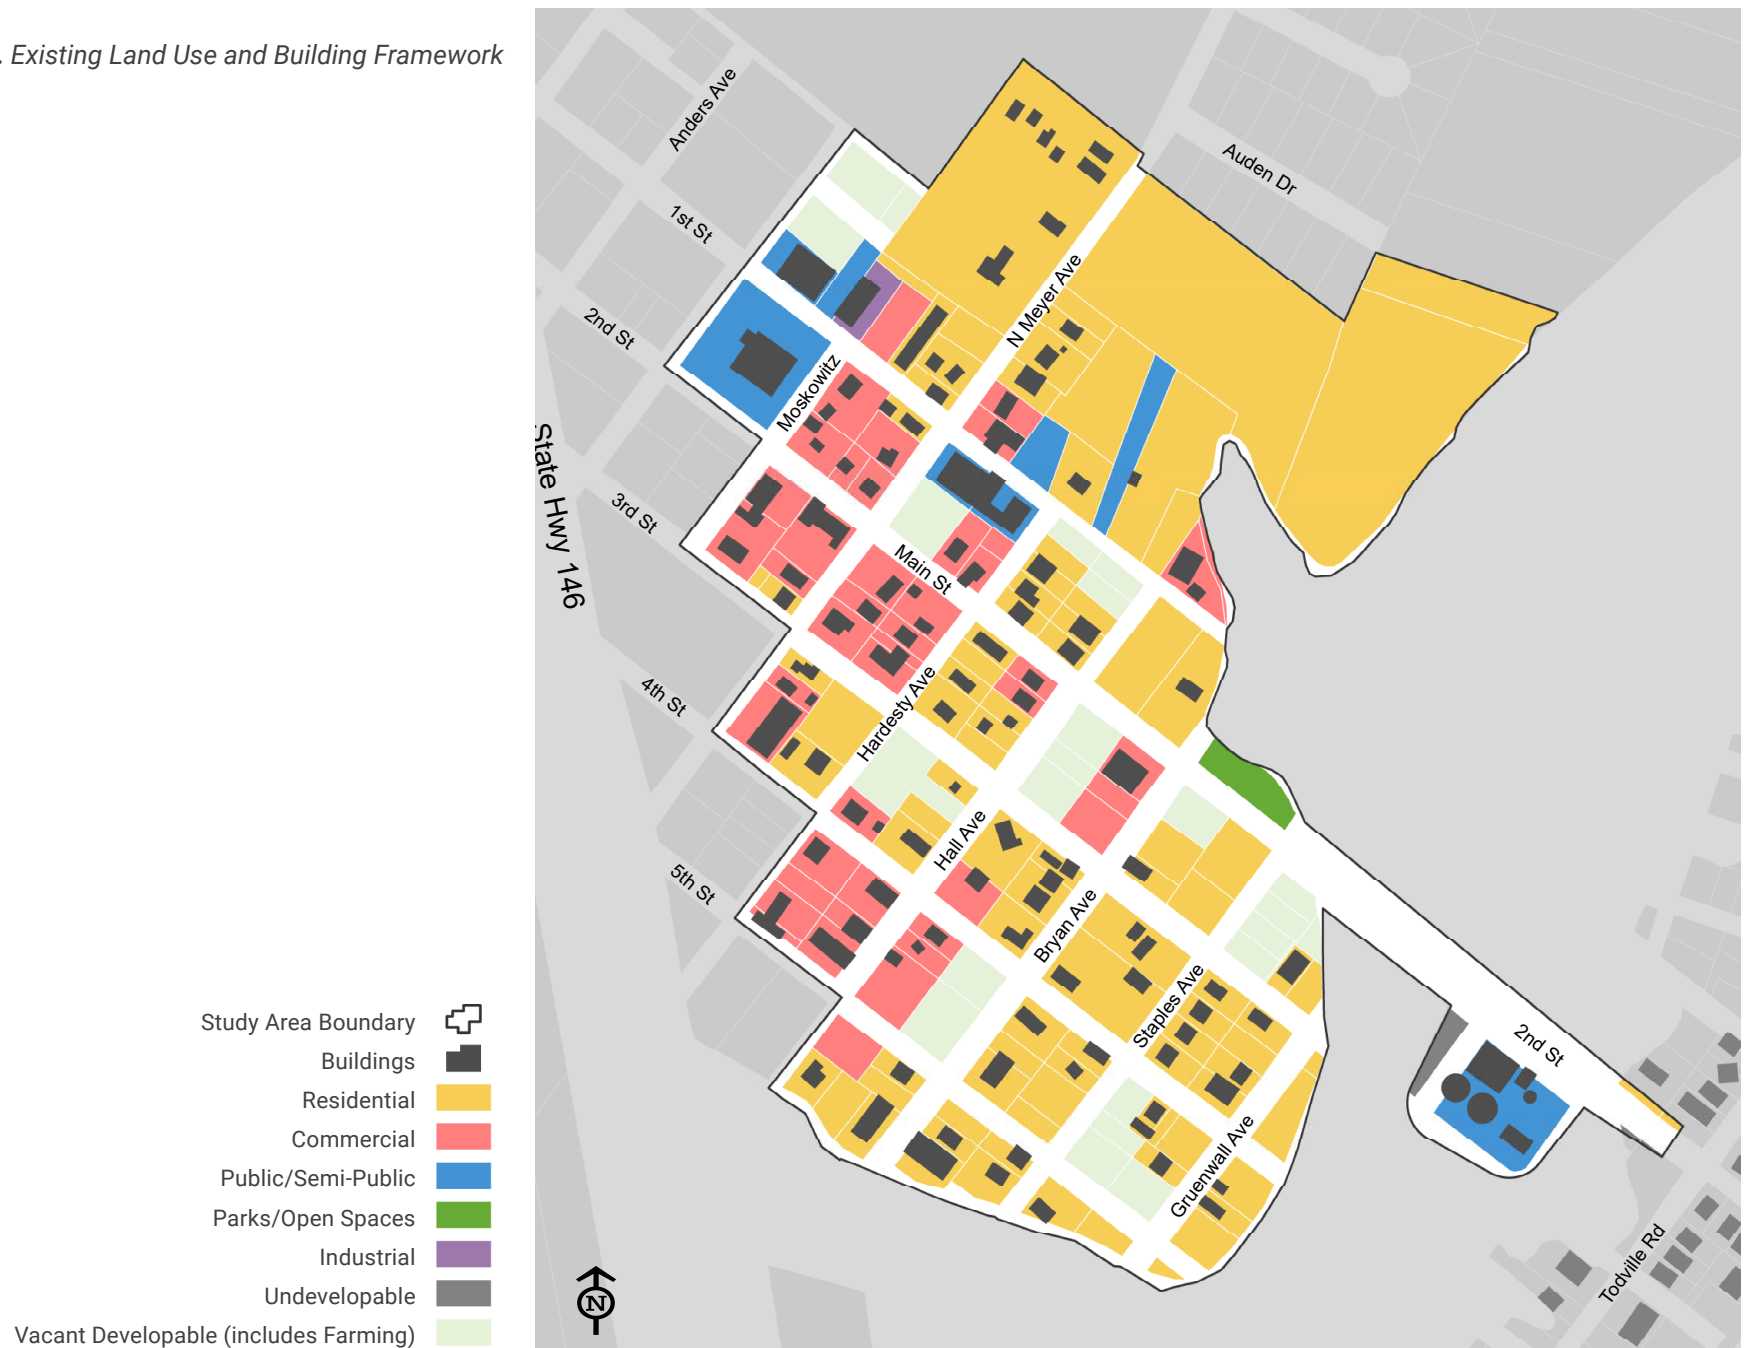 . Existing Land Use and Building Framework
Anders Ave
Auden Dr
1st St
N Meyer Ave
2nd St
Moskowitz
State Hwy 146
3rd St
Main St
4th St
Hardesty Ave
Hall Ave
5th St
Bryan Ave
Staples Ave
2nd St
Gruenwall Ave
Todville Rd
Study Area Boundary
Buildings
Residential
Commercial
Public/Semi-Public
Parks/Open Spaces
Industrial
Undevelopable
Vacant Developable (includes Farming)
N